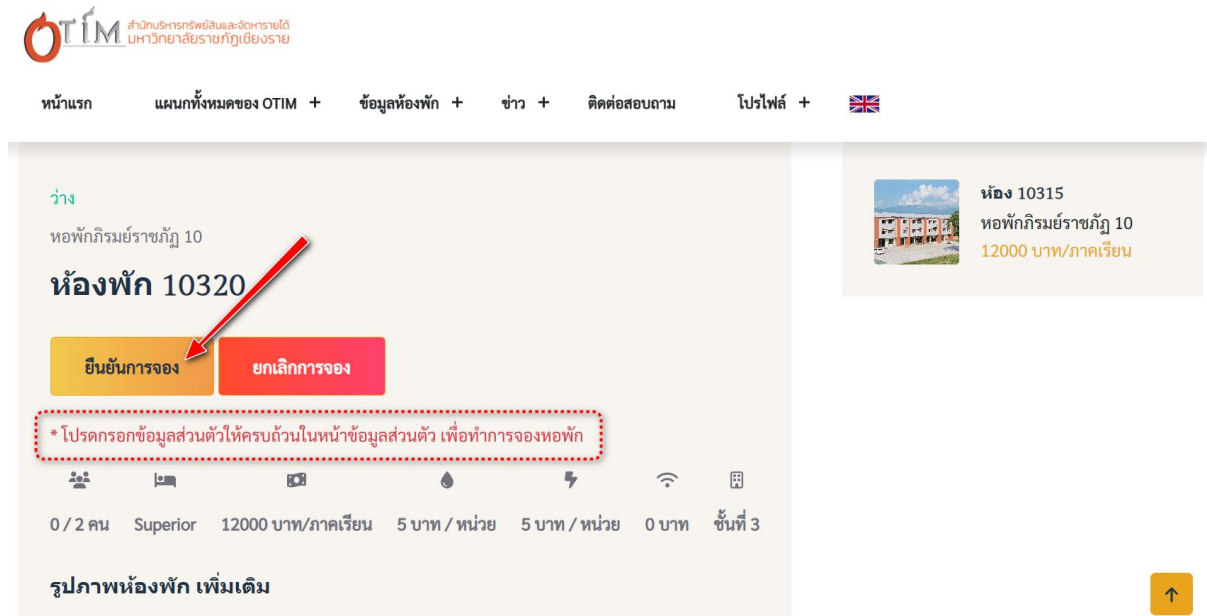 OTIM สำนักบริหารทรัพย์สินและจัดหารายได้
มหาวิทยาลัยราชภัฏเชียงราย
หน้าแรก แผนกทั้งหมดของ OTIM + ข้อมูลห้องพัก + ข่าว + ติดต่อสอบถาม โปรไฟล์ +
ว่าง
หอพักภิรมย์ราชภัฏ 10
ห้องพัก 10320
ยืนยันการจอง ยกเลิกการจอง
* โปรดกรอกข้อมูลส่วนตัวให้ครบถ้วนในหน้าข้อมูลส่วนตัว เพื่อทำการจองหอพัก
0 / 2 คน Superior 12000 บาท/ภาคเรียน 5 บาท / หน่วย 5 บาท / หน่วย 0 บาท ชั้นที่ 3
รูปภาพห้องพัก เพิ่มเติม
ห้อง 10315
หอพักภิรมย์ราชภัฏ 10
12000 บาท/ภาคเรียน